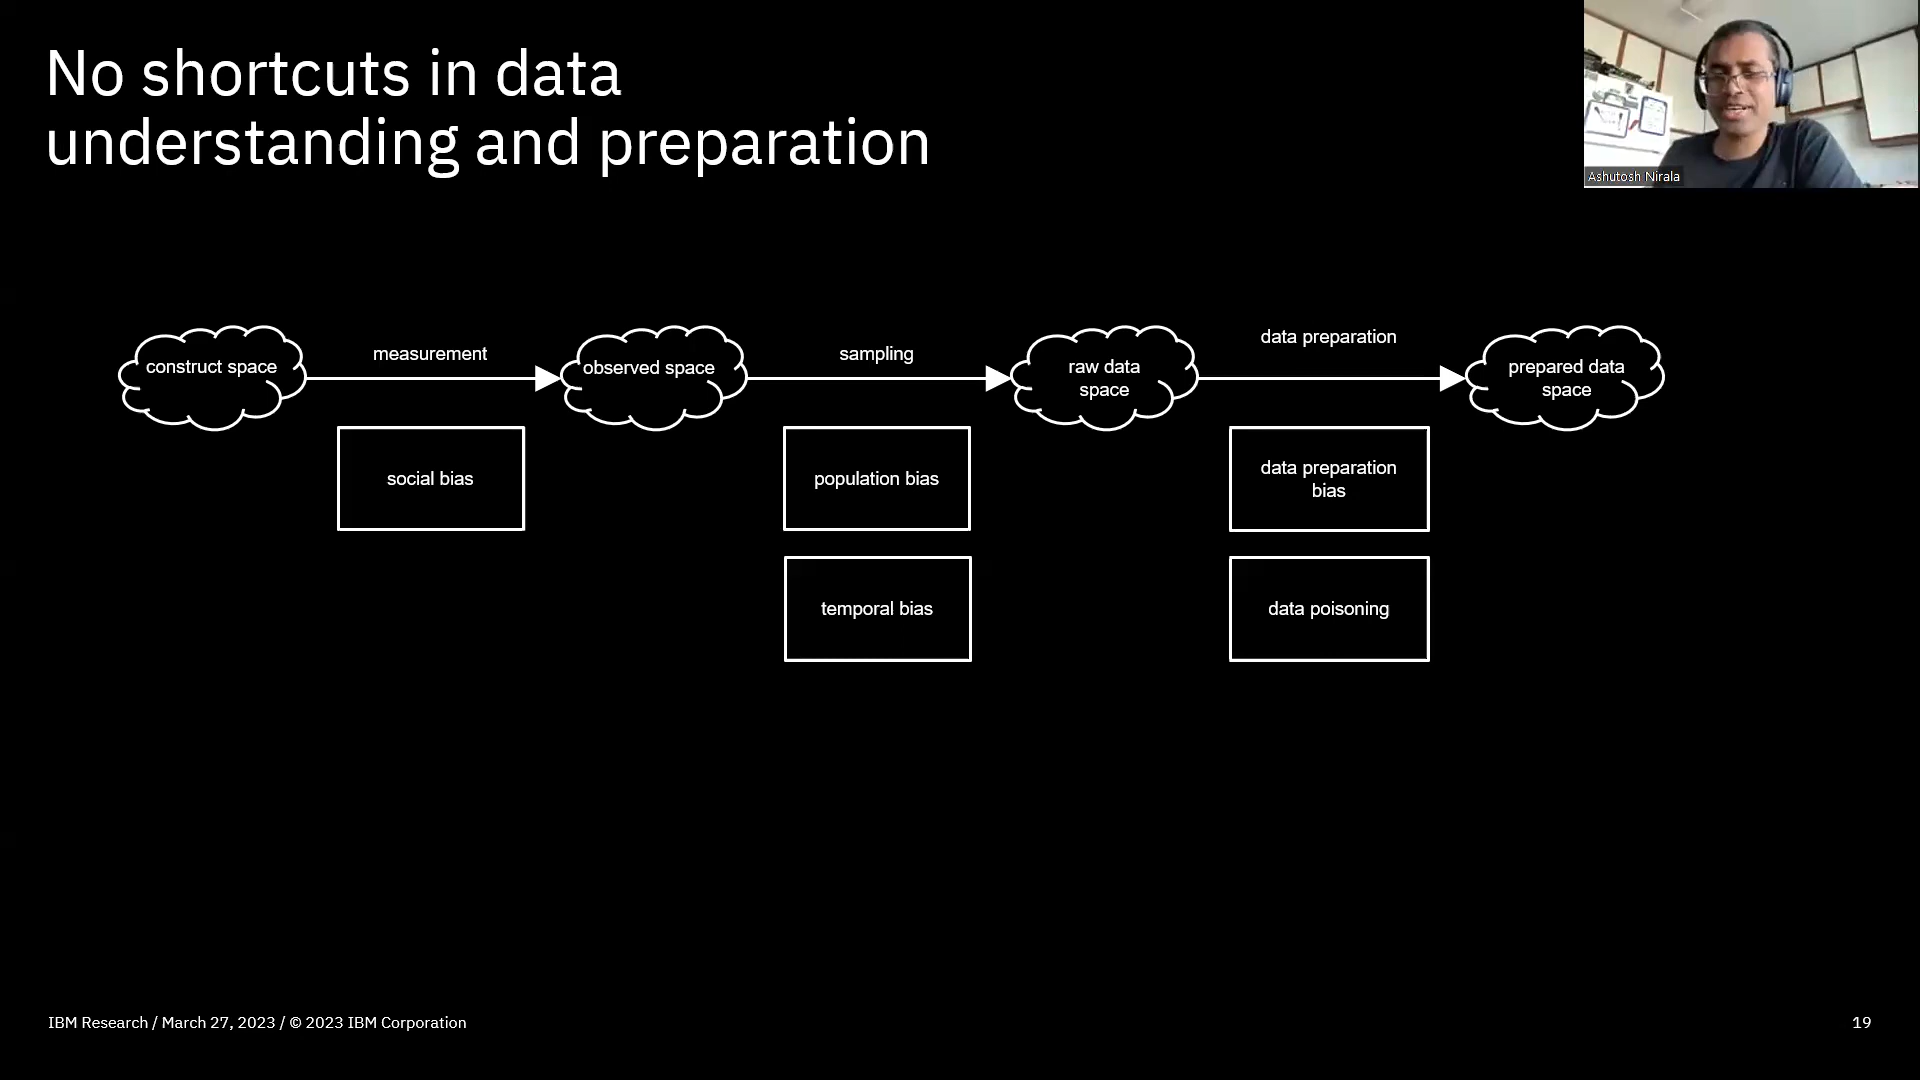 No shortcuts in data
understanding and preparation
Ashutosh Nirala
construct space
measurement
observed space
sampling
raw data
space
data preparation
prepared data
space
social bias
population bias
data preparation
bias
temporal bias
data poisoning
IBM Research / March 27, 2023 / © 2023 IBM Corporation
19